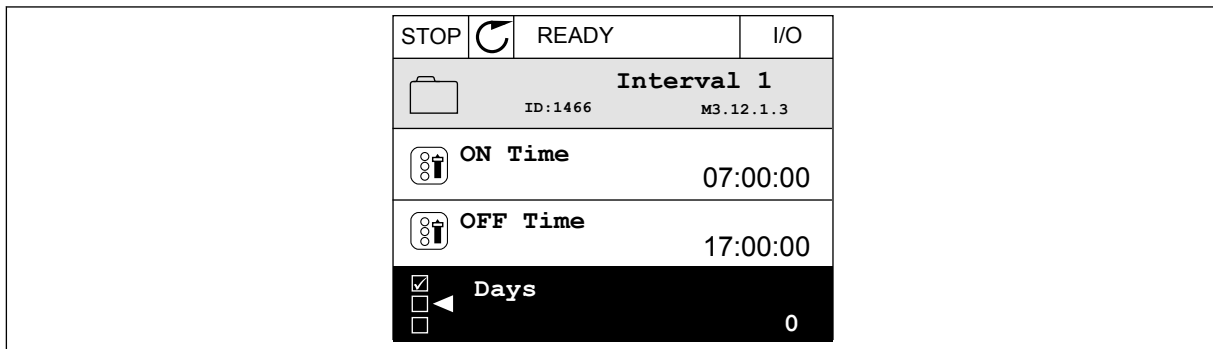 STOP READY I/O
Interval 1
ID:1466 M3.12.1.3
ON Time
07:00:00
OFF Time
17:00:00
Days
0